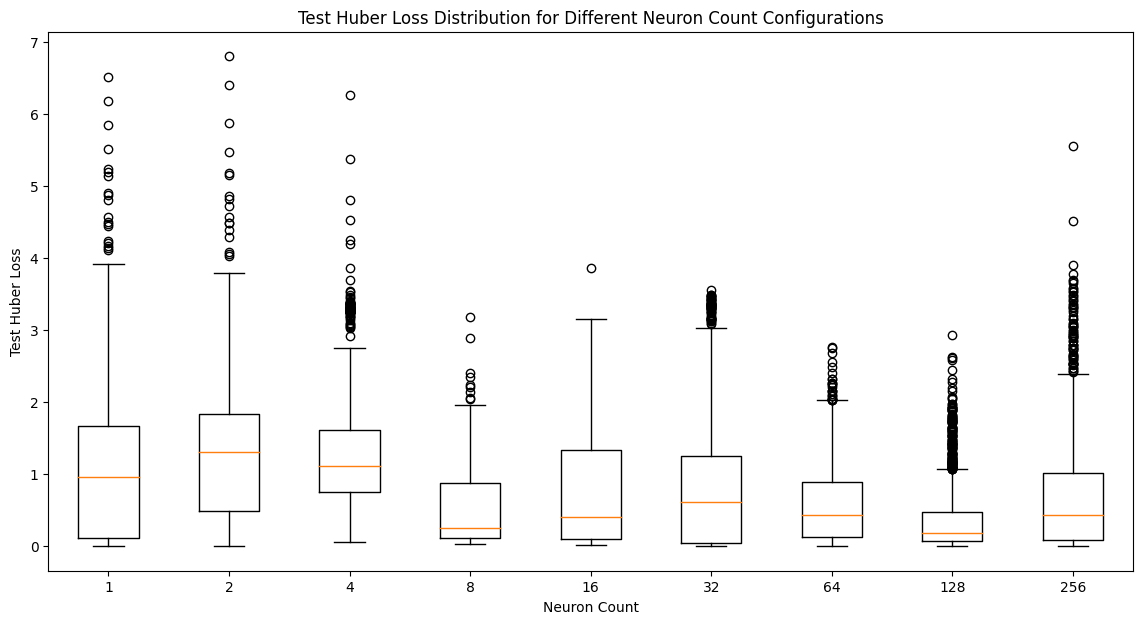 Test Huber Loss Distribution for Different Neuron Count Configurations
7
6
5
4
3
2
1
0
Test Huber Loss
1 2 4 8 16 32 64 128 256
Neuron Count